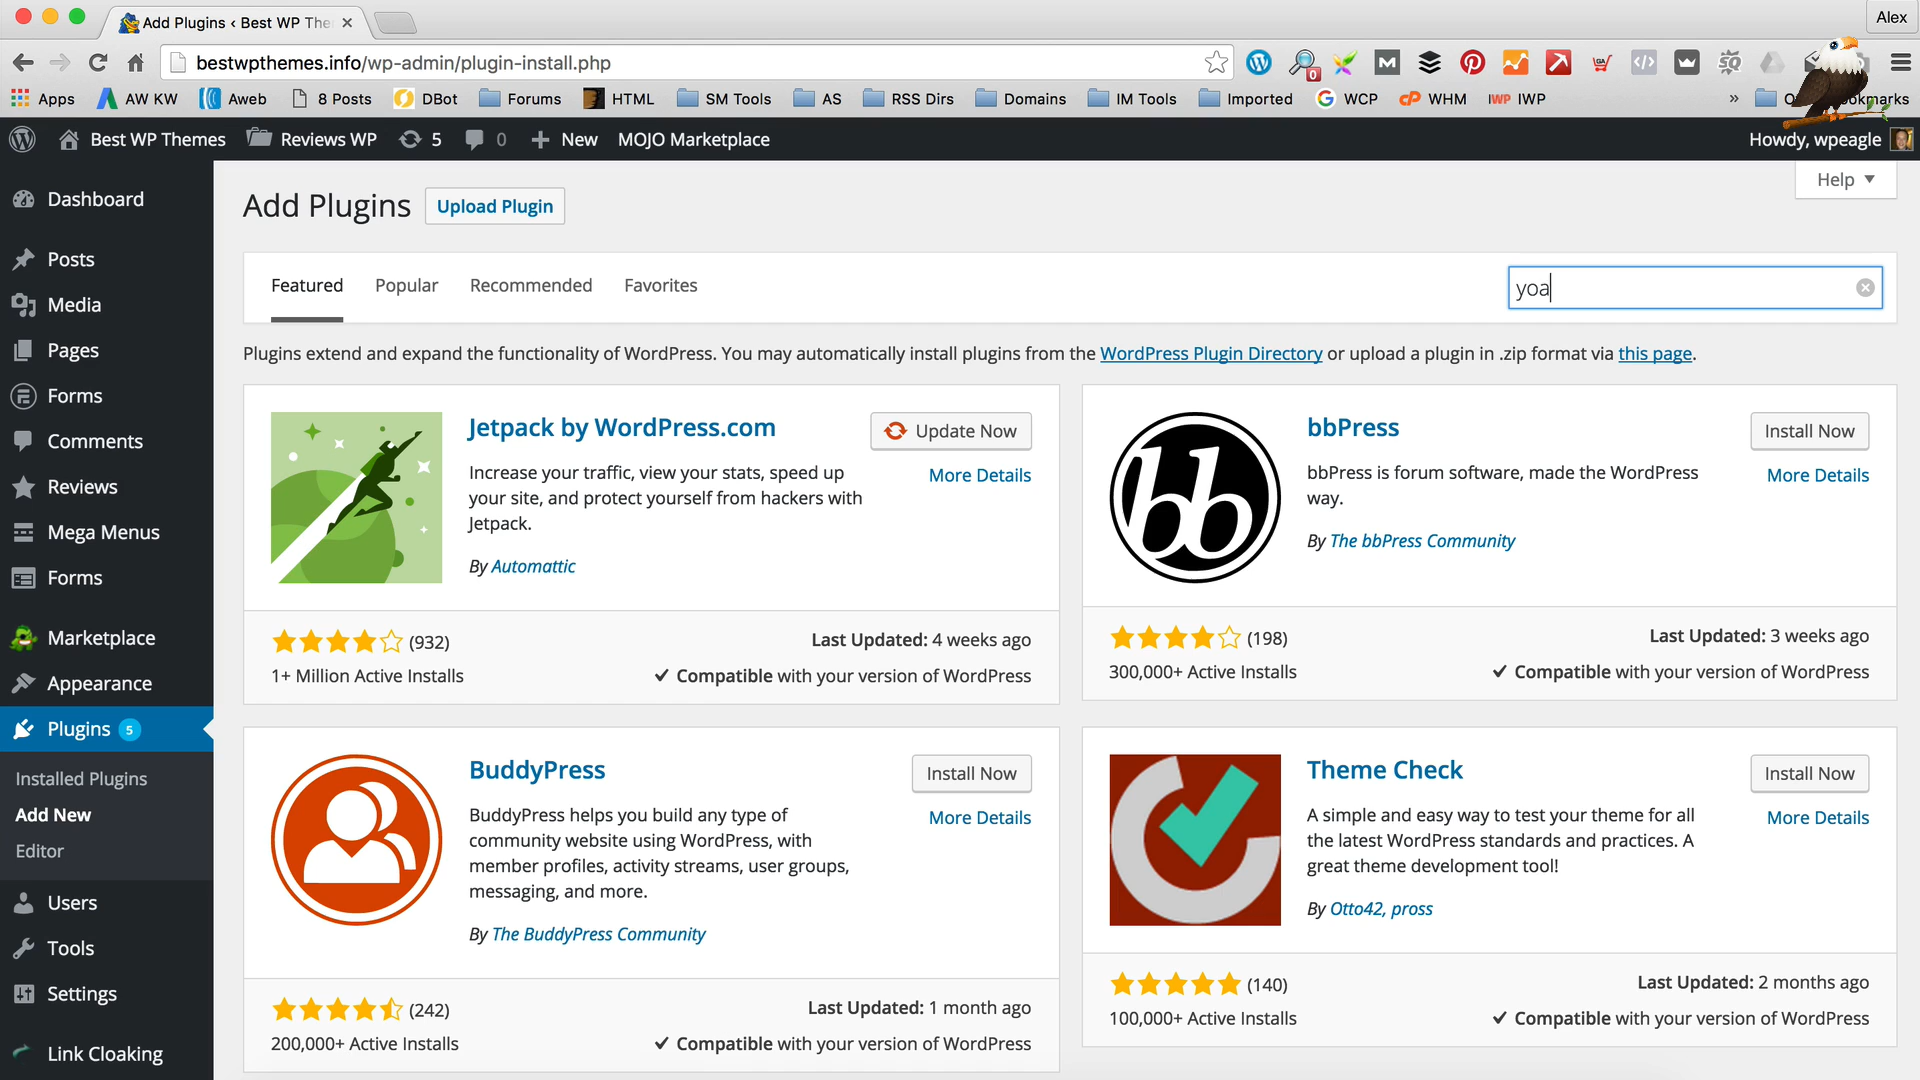 Add Plugins ‹ Best WP The
Alex
bestwpthemes.info/wp-admin/plugin-install.php
Apps AW KW Aweb 8 Posts DBot Forums HTML SM Tools AS RSS Dirs Domains IM Tools Imported WCP WHM IWP IWP »
Best WP Themes Reviews WP 5 0 New MOJO Marketplace Howdy, wpeagle
Help
Dashboard
Posts
Media
Pages
Forms
Comments
Reviews
Mega Menus
Forms
Marketplace
Appearance
Plugins 5
Installed Plugins
Add New
Editor
Users
Tools
Settings
Link Cloaking
Add Plugins Upload Plugin
Featured Popular Recommended Favorites yoa
Plugins extend and expand the functionality of WordPress. You may automatically install plugins from the WordPress Plugin Directory or upload a plugin in .zip format via this page.
Jetpack by WordPress.com
Update Now
More Details
Increase your traffic, view your stats, speed up
your site, and protect yourself from hackers with
Jetpack.
By Automattic
(932)
Last Updated: 4 weeks ago
1+ Million Active Installs
Compatible with your version of WordPress
bb
bbPress
Install Now
More Details
bbPress is forum software, made the WordPress
way.
By The bbPress Community
(198)
Last Updated: 3 weeks ago
300,000+ Active Installs
Compatible with your version of WordPress
BuddyPress
Install Now
More Details
BuddyPress helps you build any type of
community website using WordPress, with
member profiles, activity streams, user groups,
messaging, and more.
By The BuddyPress Community
(242)
Last Updated: 1 month ago
200,000+ Active Installs
Compatible with your version of WordPress
Theme Check
Install Now
More Details
A simple and easy way to test your theme for all
the latest WordPress standards and practices. A
great theme development tool!
By Otto42, pross
(140)
Last Updated: 2 months ago
100,000+ Active Installs
Compatible with your version of WordPress